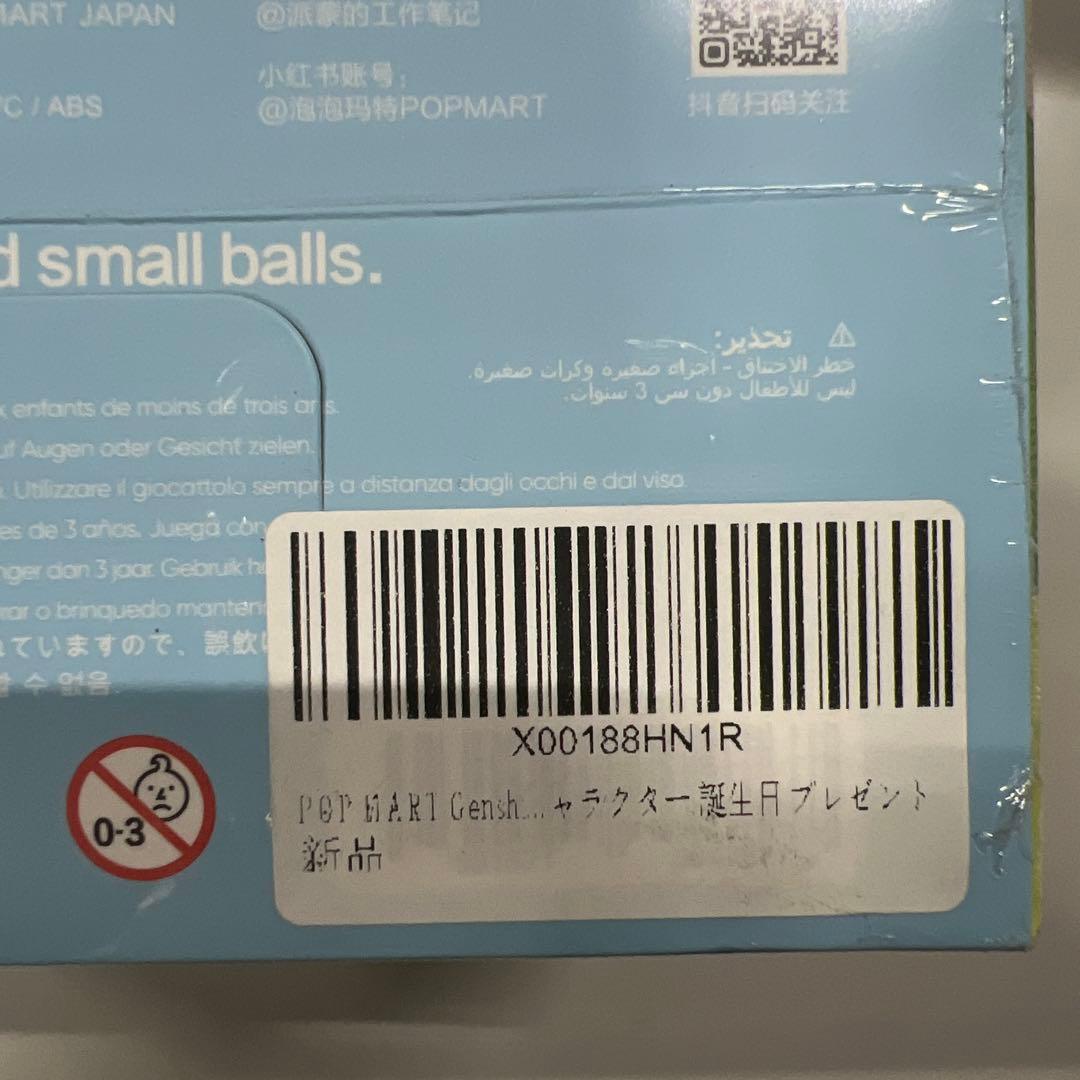 MART JAPAN
@派蒙的工作笔记
小红书账号：
/C / ABS
@泡泡玛特POPMART
抖音扫码关注
d small balls.
تحذير:
خطر الاختناق - أجزاء صغيرة وكرات صغيرة.
ليس للأطفال دون سن 3 سنوات.
x enfants de moins de trois ans.
uf Augen oder Gesicht zielen.
. Utilizzare il giocattolo sempre a distanza dagli occhi e dal viso.
es de 3 años. Juega con
nger dan 3 jaar. Gebruik h
rar o brinquedo manten
れていますので、誤飲
할 수 없음
0-3
X00188HN1R
POP MART Gensh...ャラクター 誕生日プレゼント
新品